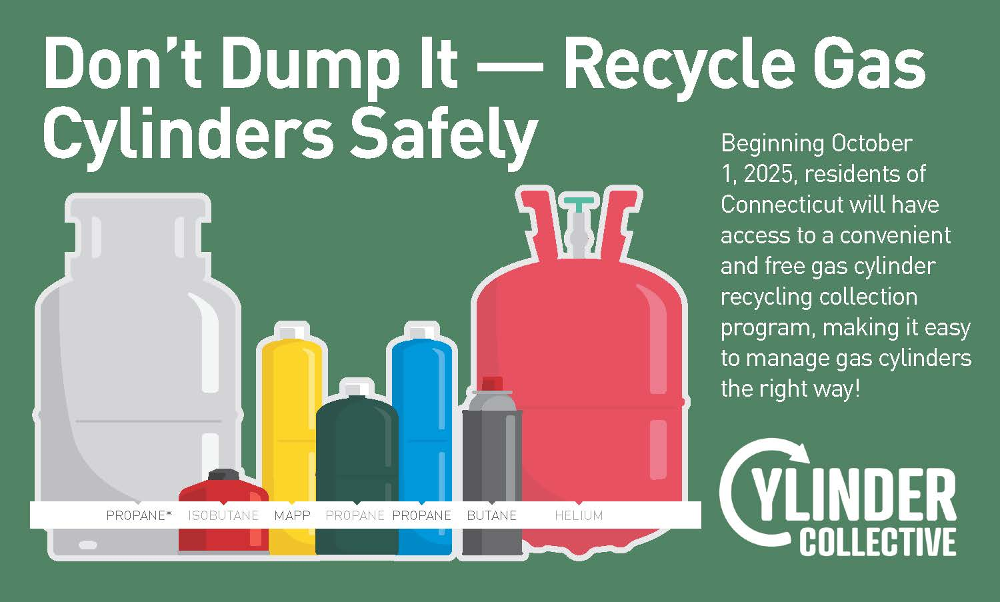 Don’t Dump It — Recycle Gas
Cylinders Safely
Beginning October
1, 2025, residents of
Connecticut will have
access to a convenient
and free gas cylinder
recycling collection
program, making it easy
to manage gas cylinders
the right way!
PROPANE* ISOBUTANE MAPP PROPANE PROPANE BUTANE HELIUM
CYLINDER
COLLECTIVE